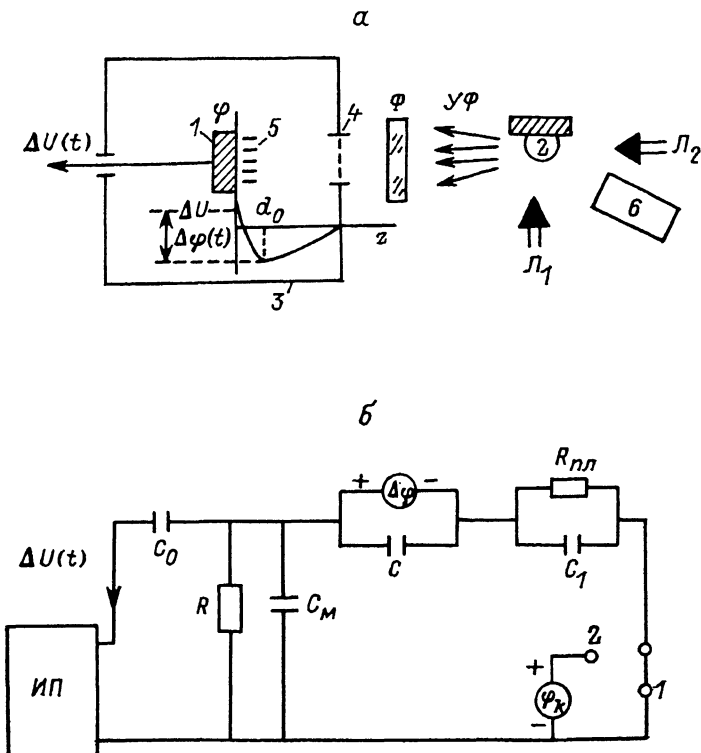 а
φ
1
5
4
Ф
УФ
ΔU(t)
2
Л₂
ΔU
d₀
Δφ(t)
z
6
Л₁
3
б
Rпл
+ Δφ −
C₀
C
C₁
ΔU(t)
R
Cм
2
+
ИП
φк
1
−